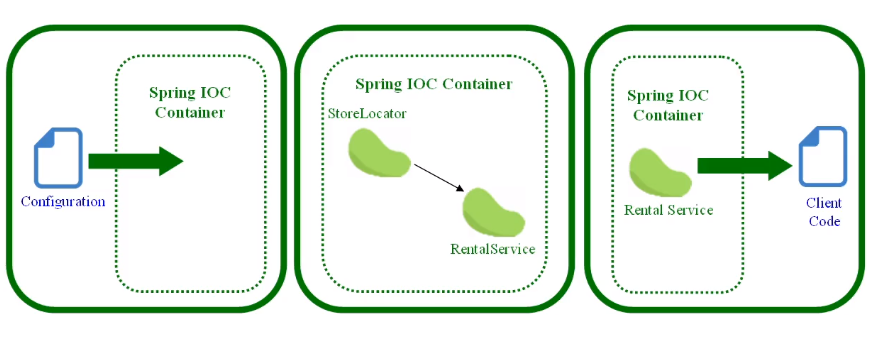 Spring IOC
Container
Configuration
Spring IOC Container
StoreLocator
RentalService
Spring IOC
Container
Rental Service
Client
Code